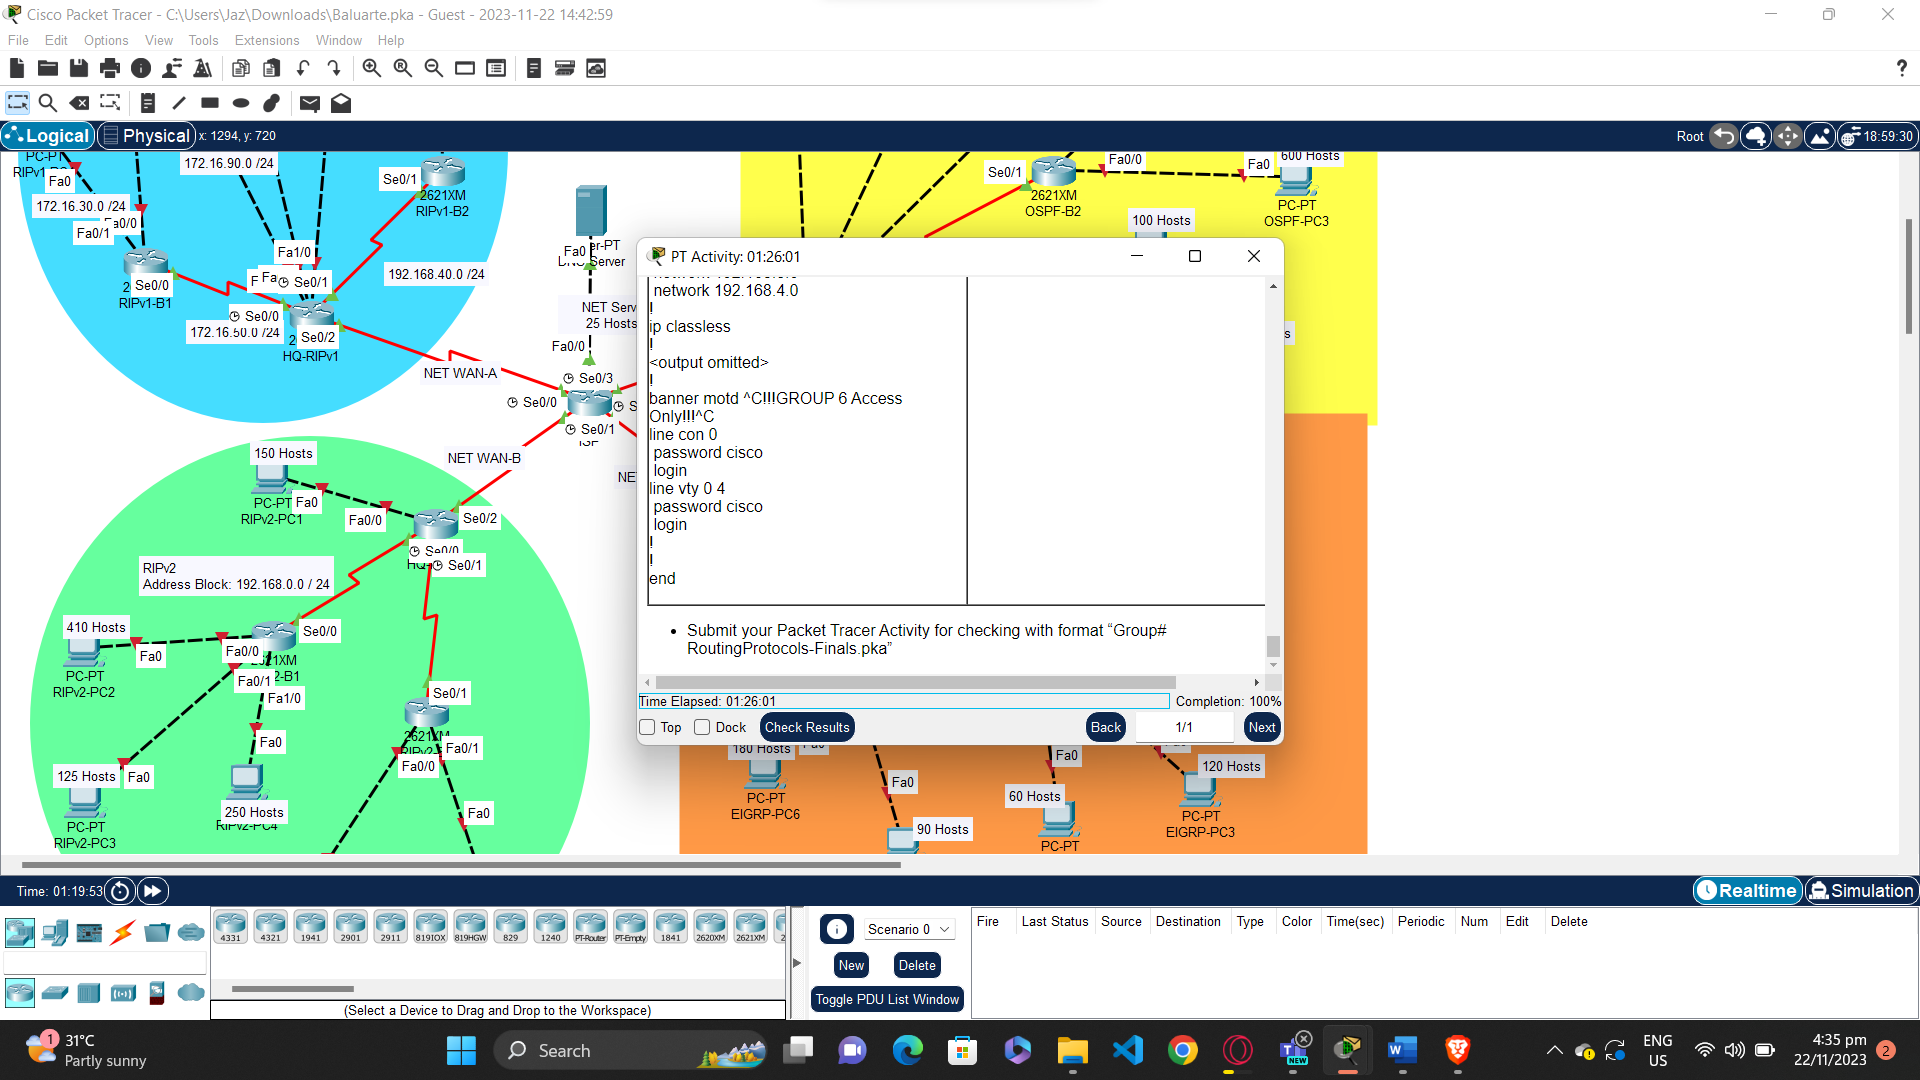 Cisco Packet Tracer - C:\Users\Jaz\Downloads\Baluarte.pka - Guest - 2023-11-22 14:42:59
File Edit Options View Tools Extensions Window Help
Logical Physical x: 1294, y: 720
Root 18:59:30
PC-PT
Fa0
172.16.30.0 /24
Fa0/1
172.16.90.0 /24
Se0/1
2621XM
RIPv1-B2
Fa1/0
Se0/0
RIPv1-B1
Se0/1
Se0/0
172.16.50.0 /24
Se0/2
HQ-RIPv1
192.168.40.0 /24
Fa0
NET Serv
25 Hosts
Fa0/0
Se0/3
Se0/0
Se0/1
NET WAN-A
NET WAN-B
Se0/1
2621XM
OSPF-B2
Fa0/0
Fa0
600 Hosts
PC-PT
OSPF-PC3
100 Hosts
PT Activity: 01:26:01
network 192.168.4.0
!
ip classless
!
<output omitted>
!
banner motd ^C!!!GROUP 6 Access
Only!!!^C
line con 0
password cisco
login
line vty 0 4
password cisco
login
!
!
end
• Submit your Packet Tracer Activity for checking with format “Group#
RoutingProtocols-Finals.pka”
Time Elapsed: 01:26:01 Completion: 100%
Top Dock Check Results Back 1/1 Next
150 Hosts
PC-PT
RIPv2-PC1
Fa0
Fa0/0
Se0/2
Se0/0
Se0/1
RIPv2
Address Block: 192.168.0.0 / 24
410 Hosts
Fa0
PC-PT
RIPv2-PC2
Se0/0
Fa0/0
Fa0/1
Fa1/0
Se0/1
Fa0/1
Fa0/0
Fa0
125 Hosts
Fa0
PC-PT
RIPv2-PC3
250 Hosts
RIPv2-PC4
Fa0
180 Hosts
PC-PT
EIGRP-PC6
Fa0
90 Hosts
Fa0
60 Hosts
PC-PT
120 Hosts
PC-PT
EIGRP-PC3
Time: 01:19:53
Realtime Simulation
4331 4321 1941 2901 2911 819IOX 819HGW 829 1240 PT-Router PT-Empty 1841 2620XM 2621XM
(Select a Device to Drag and Drop to the Workspace)
Scenario 0
New Delete
Toggle PDU List Window
Fire Last Status Source Destination Type Color Time(sec) Periodic Num Edit Delete
31°C
Partly sunny
Search
ENG
US
4:35 pm
22/11/2023